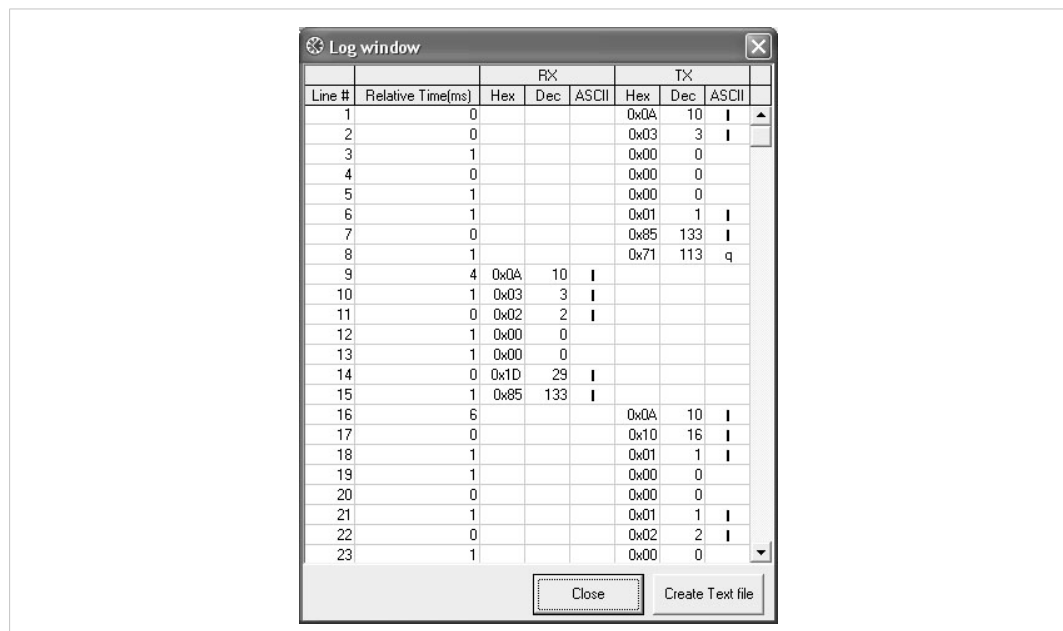 Log window
RX TX
Line # Relative Time(ms) Hex Dec ASCII Hex Dec ASCII
1 0 0x0A 10 I
2 0 0x03 3 I
3 1 0x00 0
4 0 0x00 0
5 1 0x00 0
6 1 0x01 1 I
7 0 0x85 133 I
8 1 0x71 113 q
9 4 0x0A 10 I
10 1 0x03 3 I
11 0 0x02 2 I
12 1 0x00 0
13 1 0x00 0
14 0 0x1D 29 I
15 1 0x85 133 I
16 6 0x0A 10 I
17 0 0x10 16 I
18 1 0x01 1 I
19 1 0x00 0
20 0 0x00 0
21 1 0x01 1 I
22 0 0x02 2 I
23 1 0x00 0
Close Create Text file